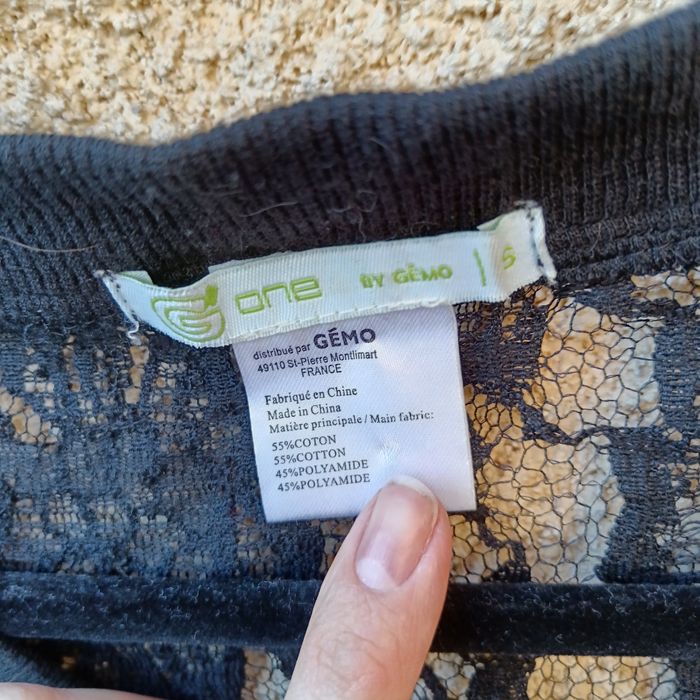 one BY GÉMO | 5
distribué par GÉMO
49110 St-Pierre Montlimart
FRANCE
Fabriqué en Chine
Made in China
Matière principale / Main fabric:
55%COTON
55%COTTON
45%POLYAMIDE
45%POLYAMIDE